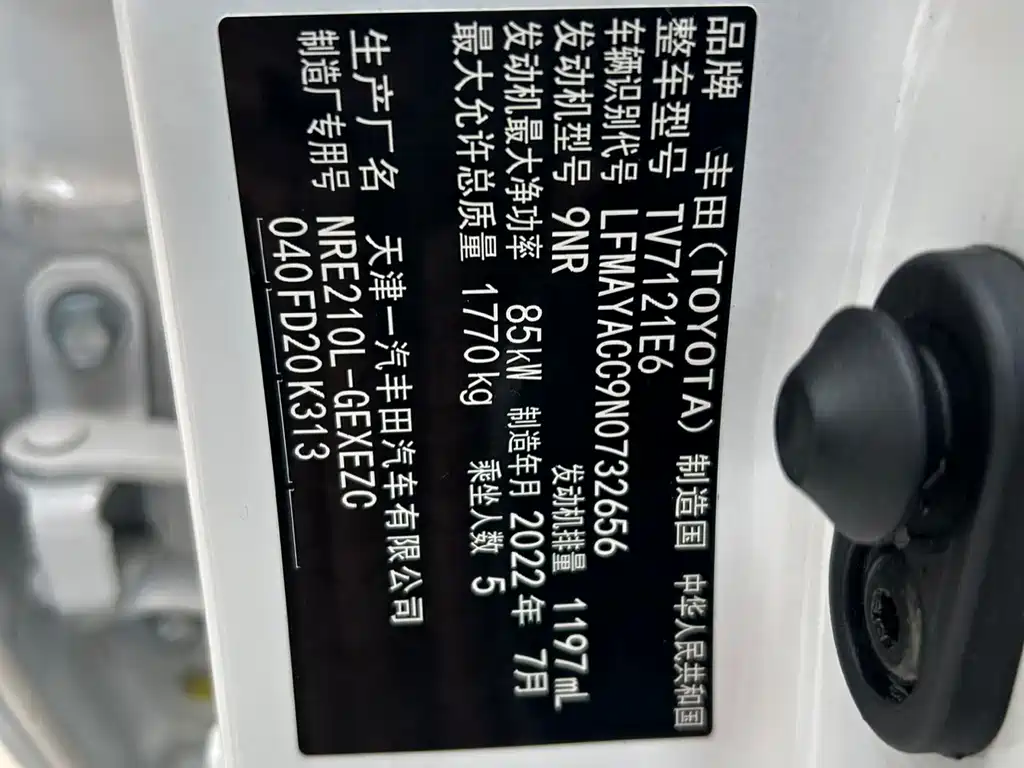 品牌 丰田(TOYOTA) 制造国 中华人民共和国
整车型号 TV7121E6
车辆识别代号 LFMAYACC9N0732656
发动机型号 9NR 发动机排量 1197mL
发动机最大净功率 85kW 制造年月 2022年 7月
最大允许总质量 1770kg 乘坐人数 5
生产厂名 天津一汽丰田汽车有限公司
制造厂专用号 NRE210L-GEXEZC
040FD20K313